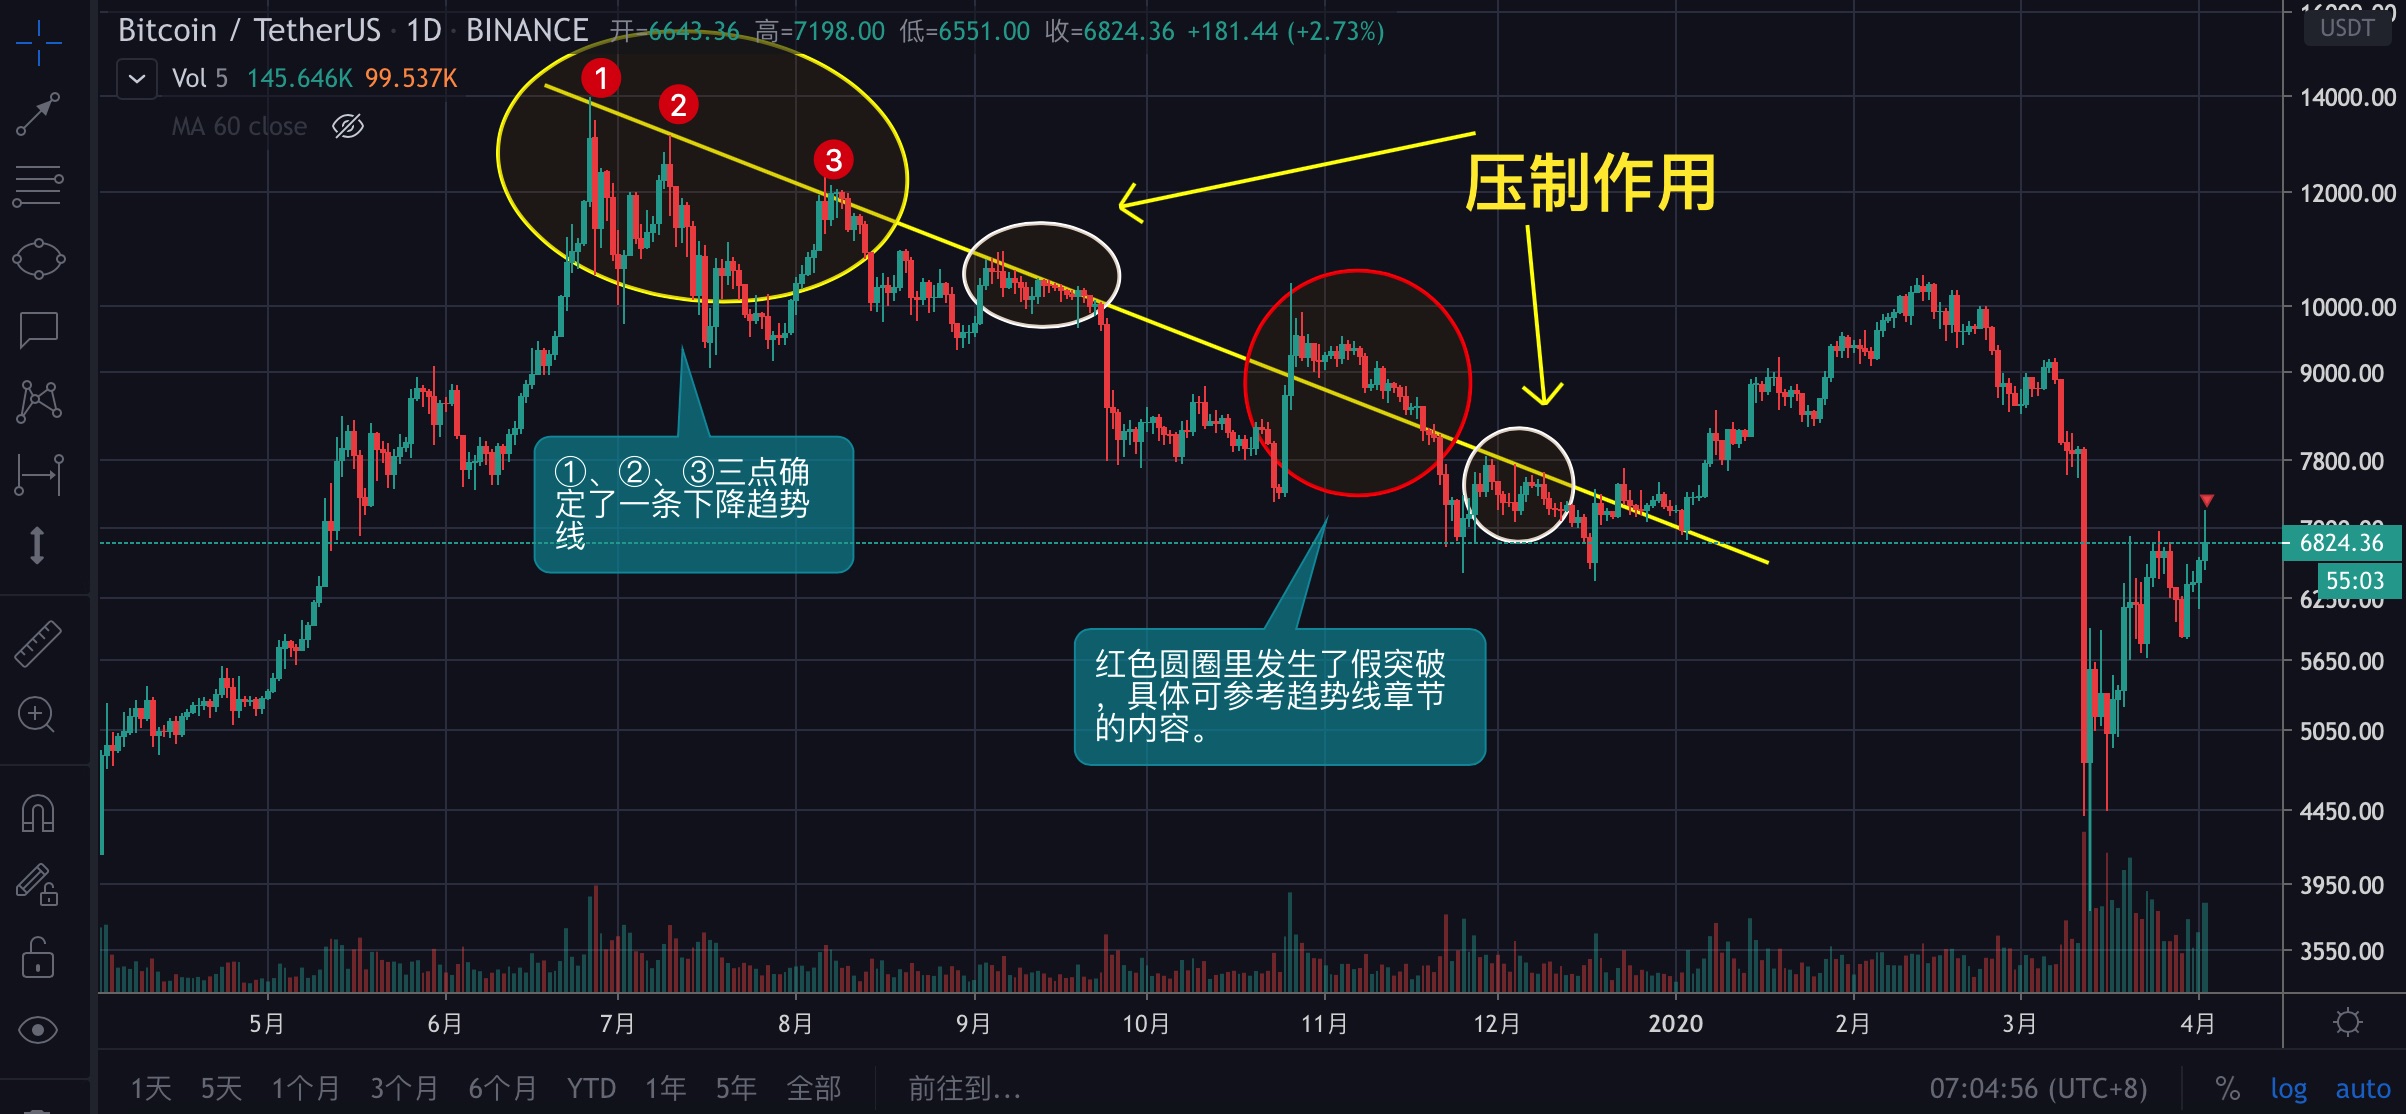 Bitcoin / TetherUS · 1D · BINANCE 开=6643.36 高=7198.00 低=6551.00 收=6824.36 +181.44 (+2.73%)
USDT
Vol 5 145.646K 99.537K
MA 60 close
1
2
3
压制作用
①、②、③三点确
定了一条下降趋势
线
红色圆圈里发生了假突破
，具体可参考趋势线章节
的内容。
16000.00
14000.00
12000.00
10000.00
9000.00
7800.00
7000.00
6824.36
55:03
6250.00
5650.00
5050.00
4450.00
3950.00
3550.00
5月 6月 7月 8月 9月 10月 11月 12月 2020 2月 3月 4月
1天 5天 1个月 3个月 6个月 YTD 1年 5年 全部 前往到... 07:04:56 (UTC+8) % log auto